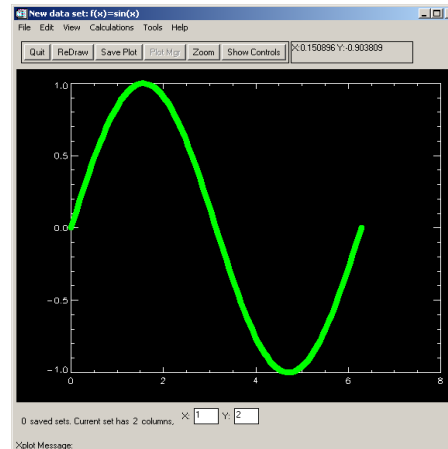 New data set: f(x)=sin(x)
File Edit View Calculations Tools Help
Quit ReDraw Save Plot Plot Mgr Zoom Show Controls X:0.150896 Y:-0.903809
1.0
0.5
0.0
-0.5
-1.0
0 2 4 6 8
0 saved sets. Current set has 2 columns, X: 1 Y: 2
Xplot Message: